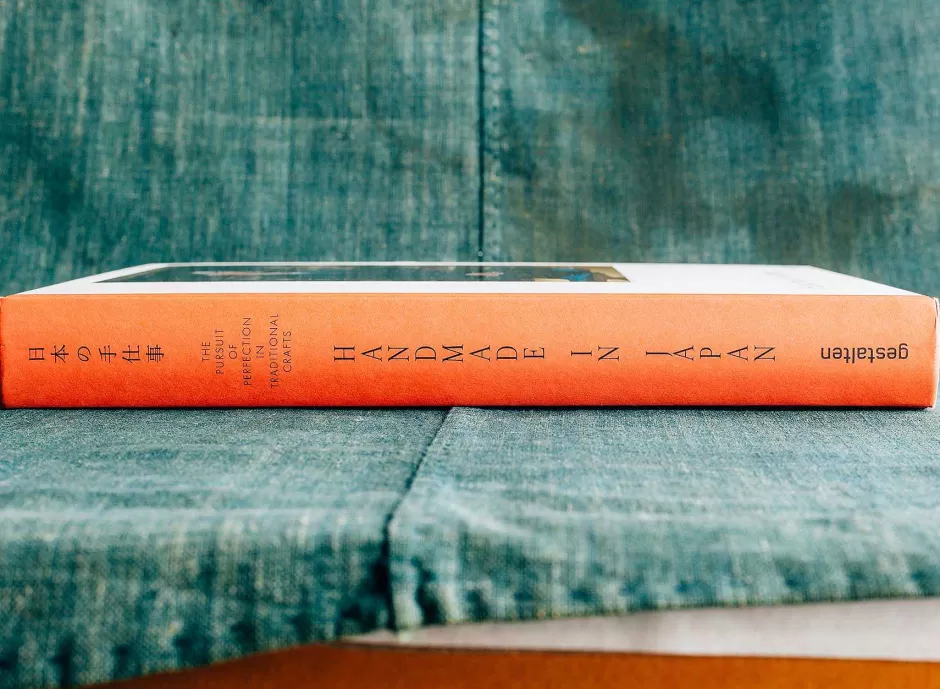 日本の手仕事
THE
PURSUIT
OF
PERFECTION
IN
TRADITIONAL
CRAFTS
HANDMADE IN JAPAN
gestalten